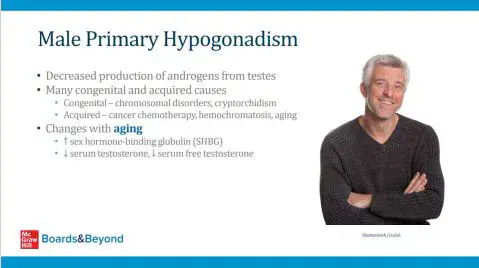 Male Primary Hypogonadism
• Decreased production of androgens from testes
• Many congenital and acquired causes
• Congenital – chromosomal disorders, cryptorchidism
• Acquired – cancer chemotherapy, hemochromatosis, aging
• Changes with aging
• ↑ sex hormone-binding globulin (SHBG)
• ↓ serum testosterone, ↓ serum free testosterone
Mc
Graw
Hill
Boards&Beyond